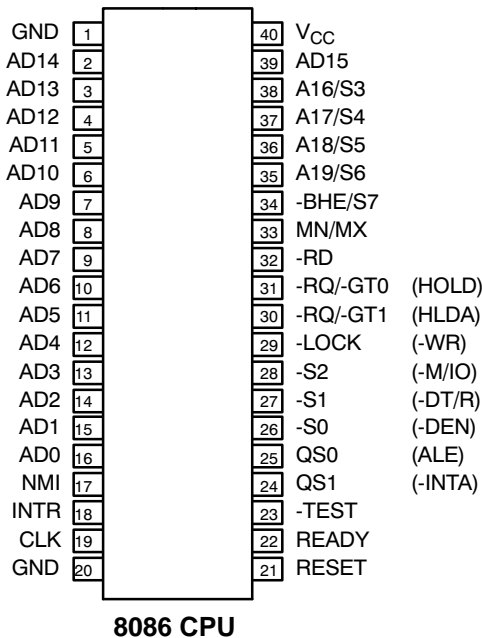 GND 1 40 VCC
AD14 2 39 AD15
AD13 3 38 A16/S3
AD12 4 37 A17/S4
AD11 5 36 A18/S5
AD10 6 35 A19/S6
AD9 7 34 -BHE/S7
AD8 8 33 MN/MX
AD7 9 32 -RD
AD6 10 31 -RQ/-GT0 (HOLD)
AD5 11 30 -RQ/-GT1 (HLDA)
AD4 12 29 -LOCK (-WR)
AD3 13 28 -S2 (-M/IO)
AD2 14 27 -S1 (-DT/R)
AD1 15 26 -S0 (-DEN)
AD0 16 25 QS0 (ALE)
NMI 17 24 QS1 (-INTA)
INTR 18 23 -TEST
CLK 19 22 READY
GND 20 21 RESET
8086 CPU